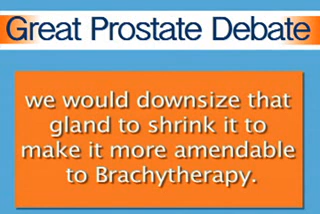 Great Prostate Debate
we would downsize that
gland to shrink it to
make it more amendable
to Brachytherapy.